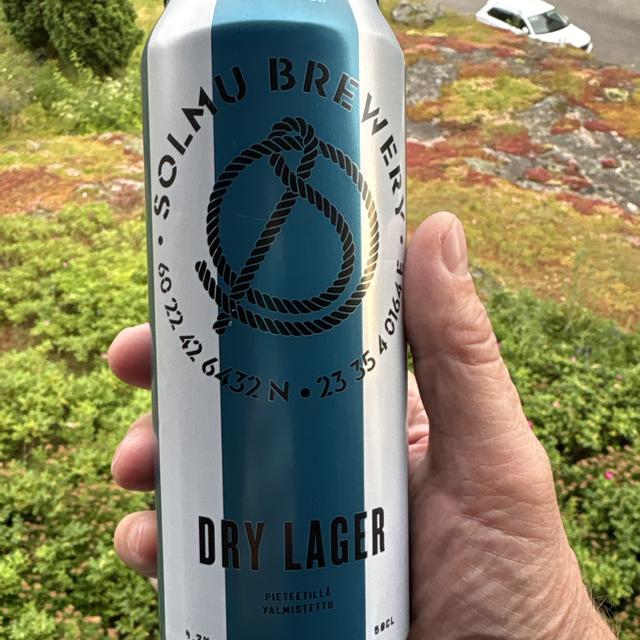 SOLMU BREWERY
60 22 42 6432 N • 23 35 4 0164 E
DRY LAGER
PIETEETILLÄ
VALMISTETTU
50CL